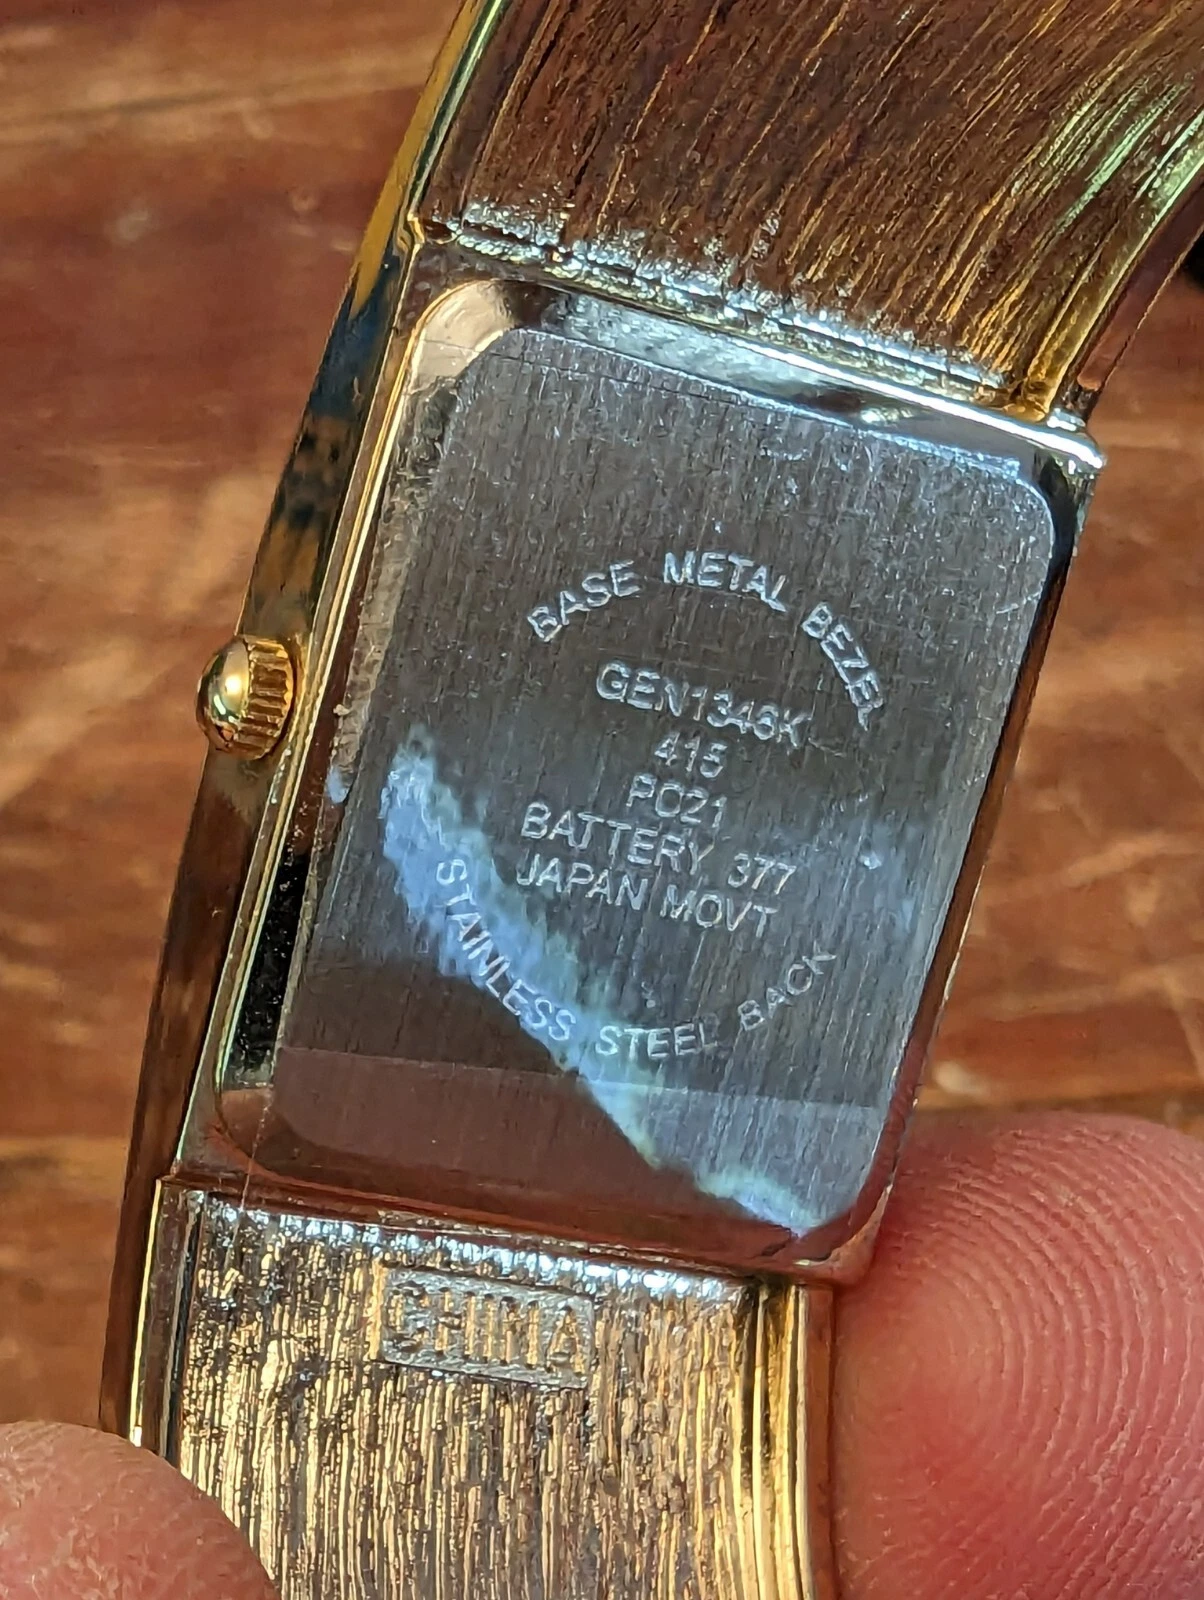 BASE METAL BEZEL
GEN1346K
415
PC21
BATTERY 377
JAPAN MOVT
STAINLESS STEEL BACK
CHINA